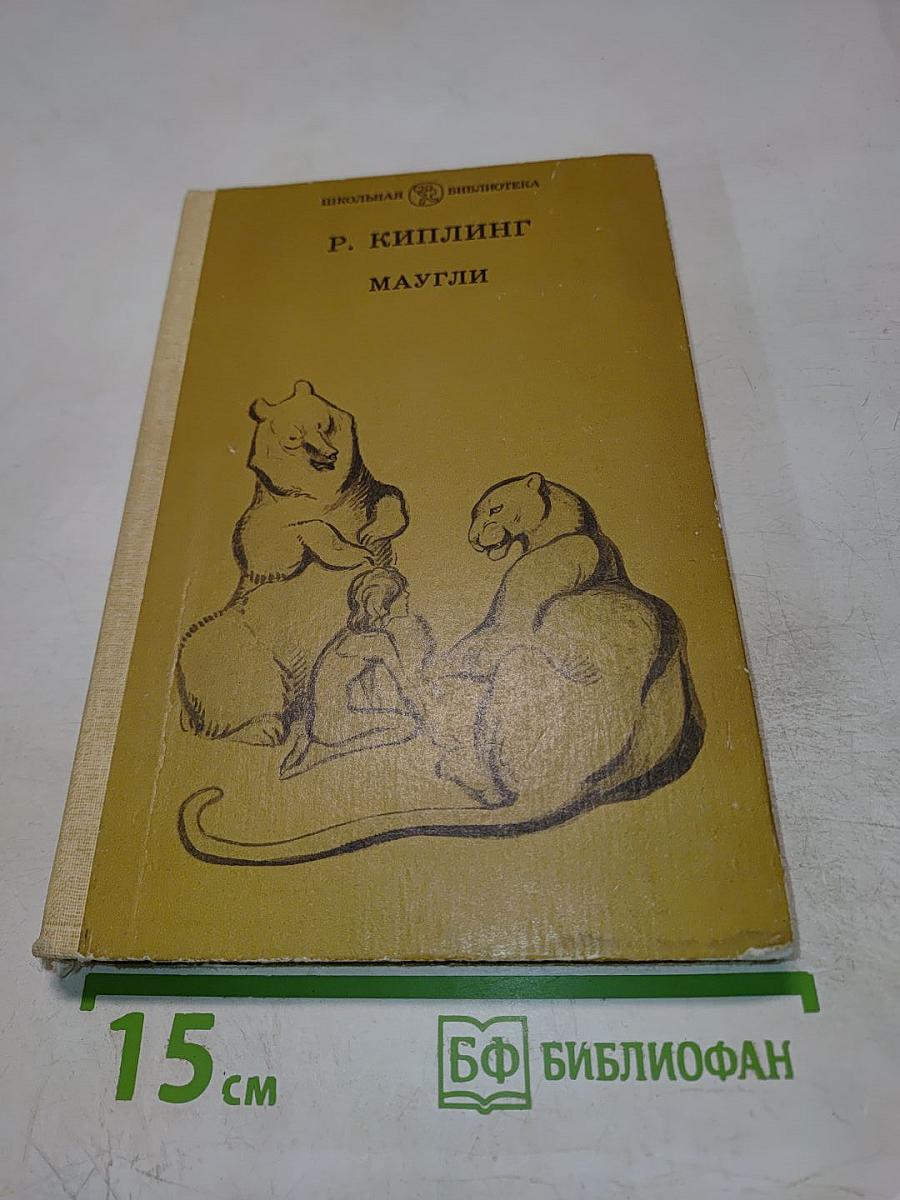 ШКОЛЬНАЯ БИБЛИОТЕКА
Р. КИПЛИНГ
МАУГЛИ
15 см
БФ БИБЛИОФАН